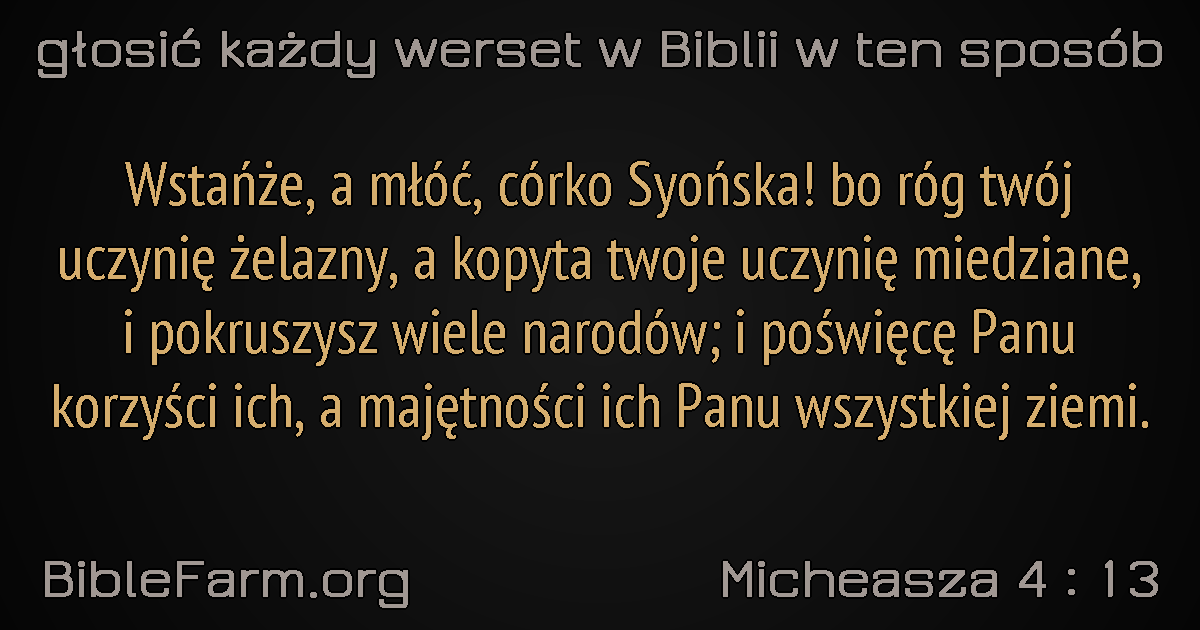 głosić każdy werset w Biblii w ten sposób
Wstańże, a młóć, córko Syońska! bo róg twój
uczynię żelazny, a kopyta twoje uczynię miedziane,
i pokruszysz wiele narodów; i poświęcę Panu
korzyści ich, a majętności ich Panu wszystkiej ziemi.
BibleFarm.org
Micheasza 4 : 13